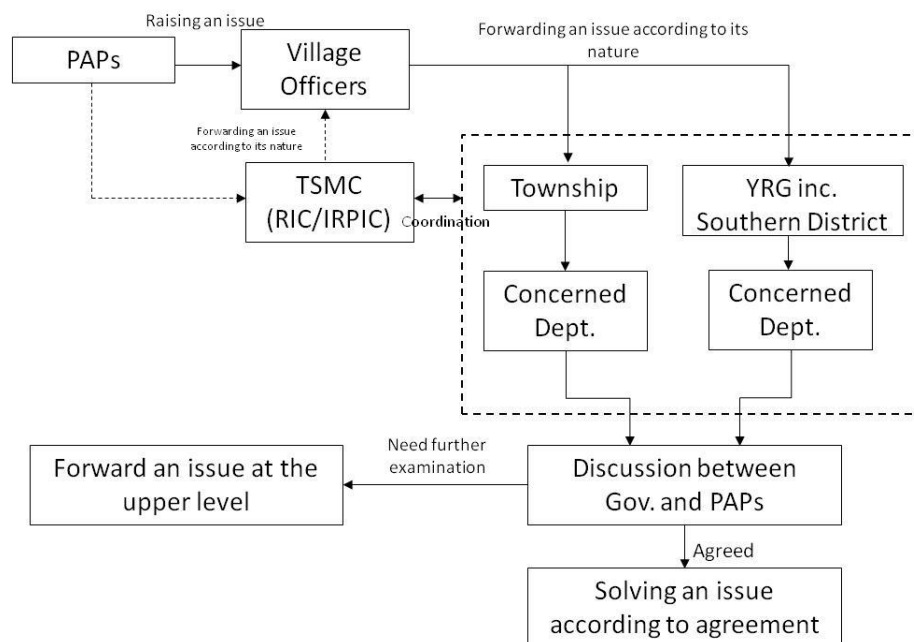 Raising an issue
PAPs
Village
Officers
Forwarding an issue according to its
nature
Forwarding an issue
according to its nature
TSMC
(RIC/IRPIC)
Coordination
Township
YRG inc.
Southern District
Concerned
Dept.
Concerned
Dept.
Forward an issue at the
upper level
Need further
examination
Discussion between
Gov. and PAPs
Agreed
Solving an issue
according to agreement